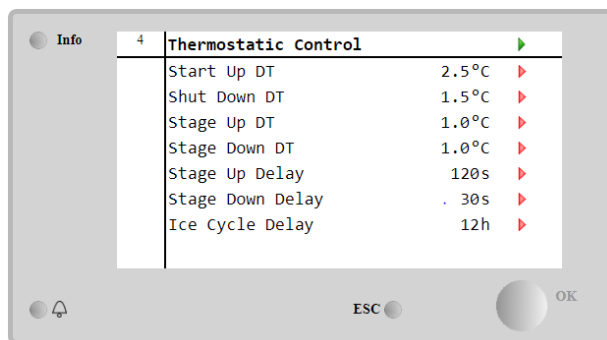 Info
4 Thermostatic Control
Start Up DT 2.5°C
Shut Down DT 1.5°C
Stage Up DT 1.0°C
Stage Down DT 1.0°C
Stage Up Delay 120s
Stage Down Delay . 30s
Ice Cycle Delay 12h
ESC
OK